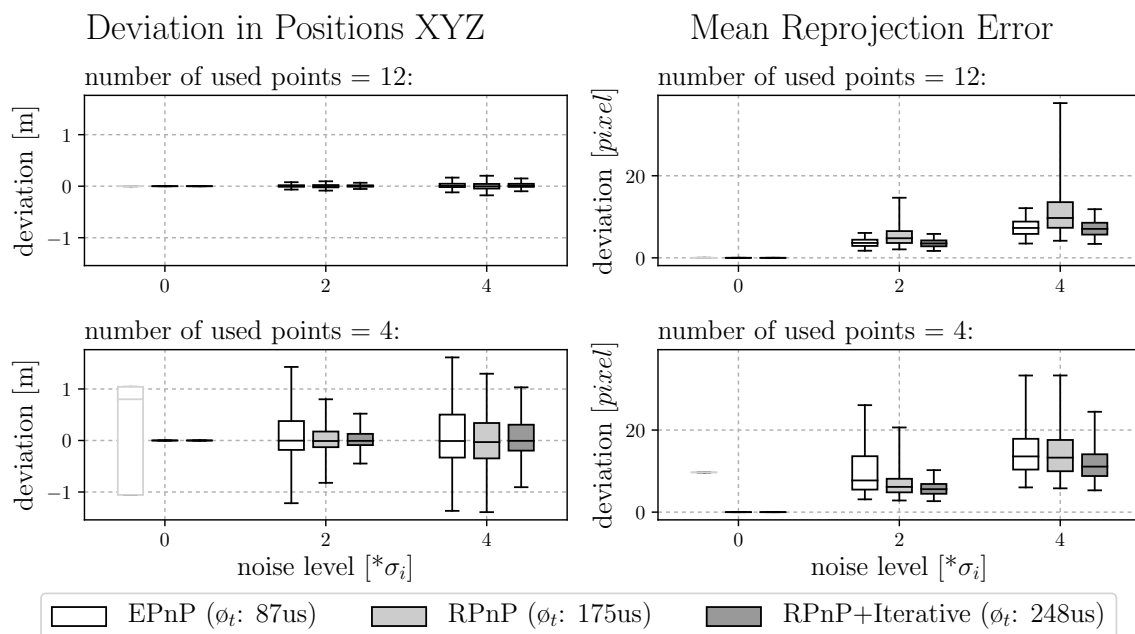 Deviation in Positions XYZ
Mean Reprojection Error
number of used points = 12:
deviation [m]
1
0
−1
0
2
4
number of used points = 12:
deviation [pixel]
20
0
0
2
4
number of used points = 4:
deviation [m]
1
0
−1
0
2
4
noise level [*σi]
number of used points = 4:
deviation [pixel]
20
0
0
2
4
noise level [*σi]
EPnP (øt: 87us)
RPnP (øt: 175us)
RPnP+Iterative (øt: 248us)